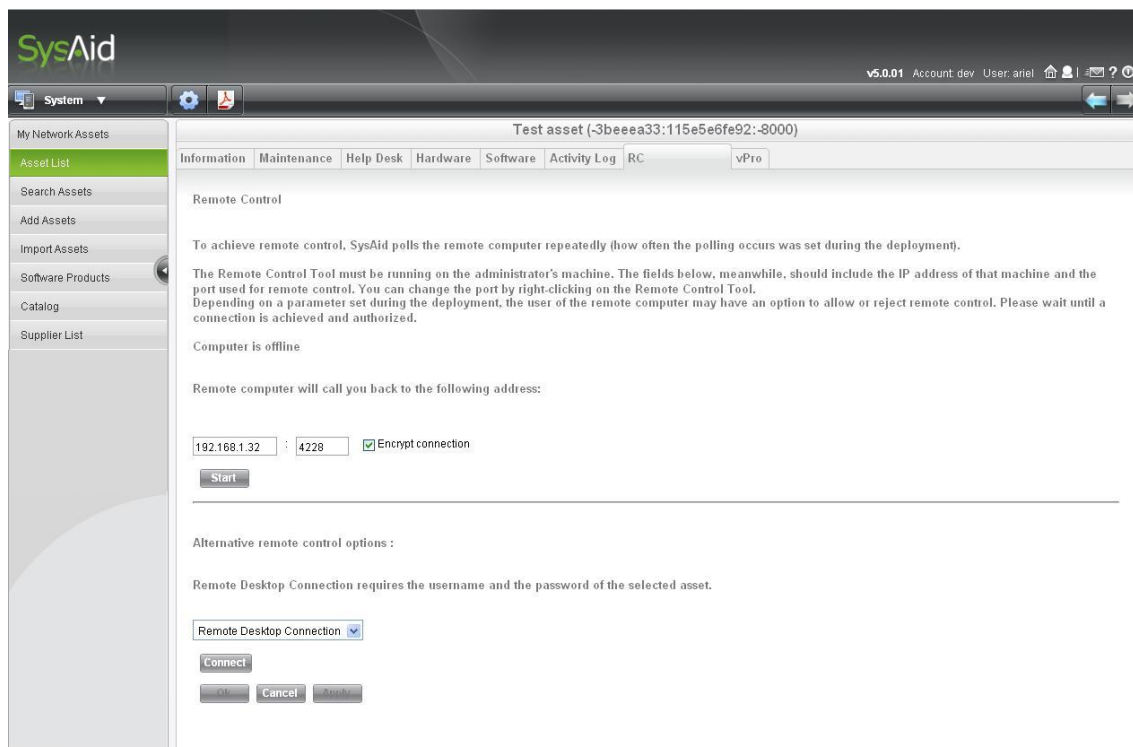 SysAid
v5.0.01 Account: dev User: ariel
System
My Network Assets
Asset List
Search Assets
Add Assets
Import Assets
Software Products
Catalog
Supplier List
Test asset (-3beeea33:115e5e6fe92:-8000)
Information Maintenance Help Desk Hardware Software Activity Log RC vPro
Remote Control
To achieve remote control, SysAid polls the remote computer repeatedly (how often the polling occurs was set during the deployment).
The Remote Control Tool must be running on the administrator's machine. The fields below, meanwhile, should include the IP address of that machine and the
port used for remote control. You can change the port by right-clicking on the Remote Control Tool.
Depending on a parameter set during the deployment, the user of the remote computer may have an option to allow or reject remote control. Please wait until a
connection is achieved and authorized.
Computer is offline
Remote computer will call you back to the following address:
192.168.1.32 : 4228 Encrypt connection
Start
Alternative remote control options :
Remote Desktop Connection requires the username and the password of the selected asset.
Remote Desktop Connection
Connect
Ok Cancel Apply